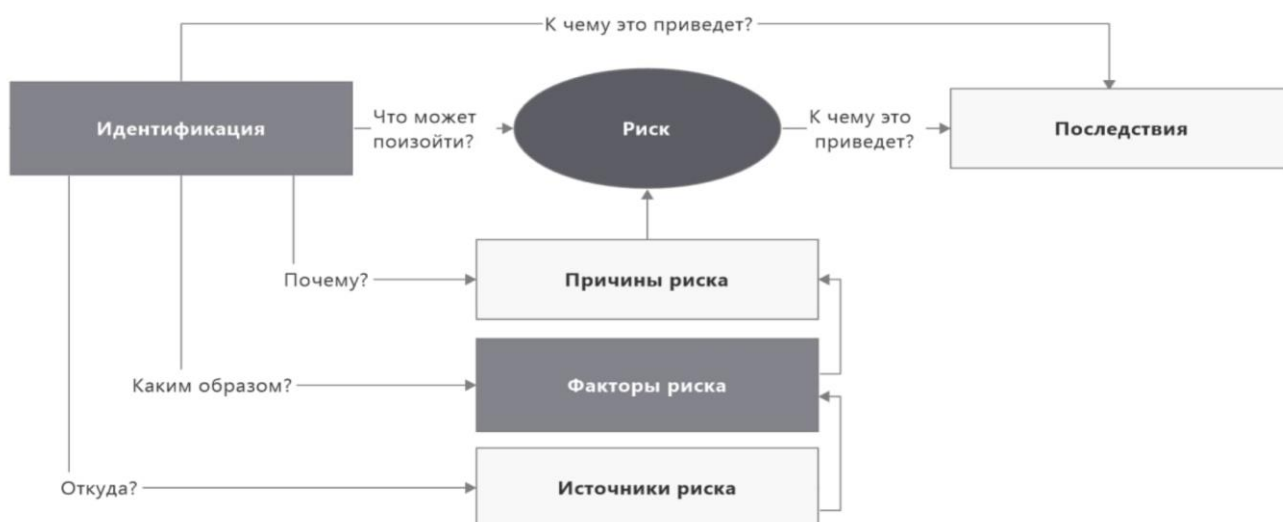 К чему это приведет?
Идентификация
Что может
поизойти?
Риск
К чему это
приведет?
Последствия
Почему?
Причины риска
Каким образом?
Факторы риска
Откуда?
Источники риска